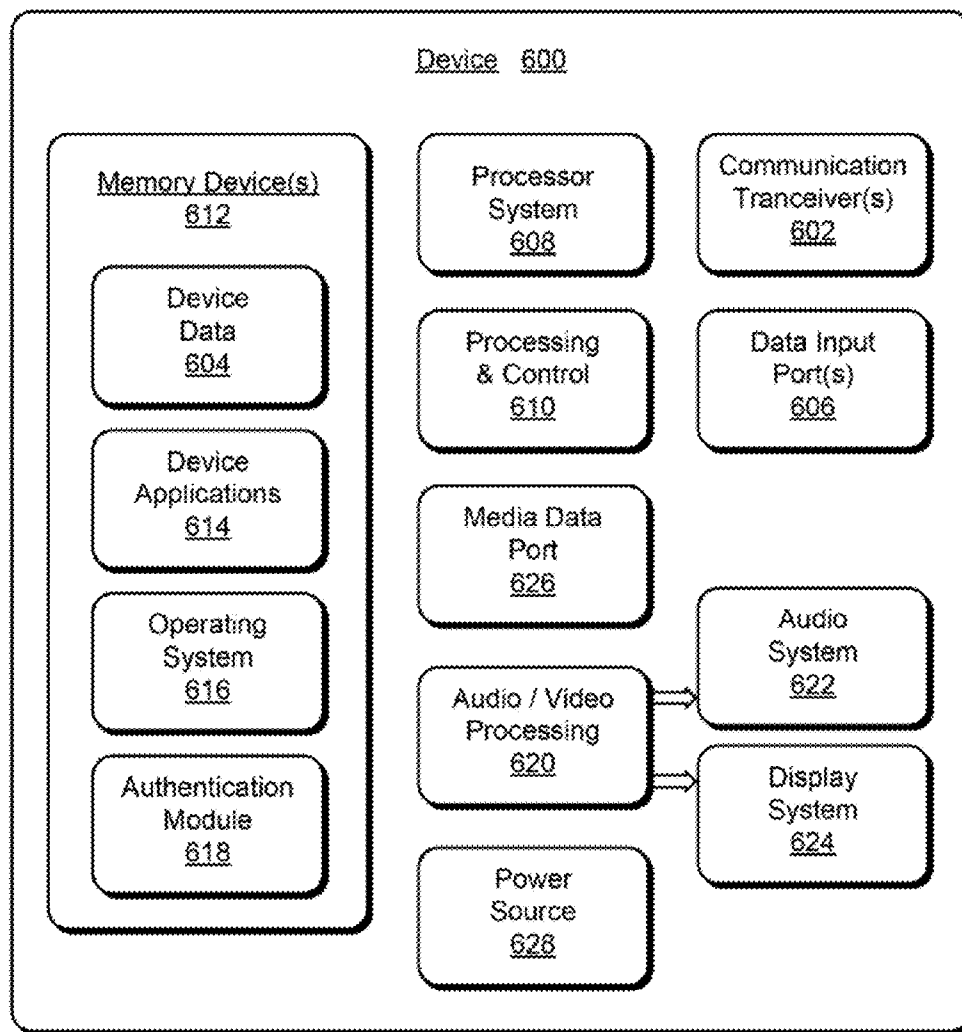 Device 600
Memory Device(s)
612
Device
Data
604
Device
Applications
614
Operating
System
616
Authentication
Module
618
Processor
System
608
Processing
& Control
610
Media Data
Port
626
Audio / Video
Processing
620
Power
Source
628
Communication
Tranceiver(s)
602
Data Input
Port(s)
606
Audio
System
622
Display
System
624